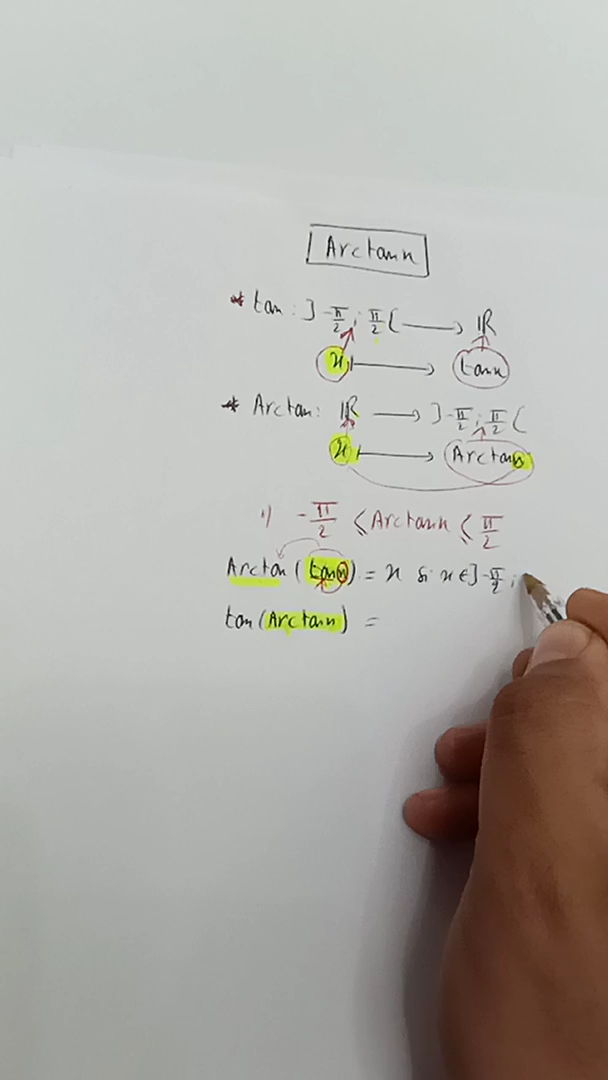 Arctan x
* tan : ]-π/2 ; π/2[ ⟶ ℝ
x ⟼ tan x
* Arctan : ℝ ⟶ ]-π/2 ; π/2[
x ⟼ Arctan x
1) -π/2 ≤ Arctan x ≤ π/2
Arctan (tan x) = x si x ∈ ]-π/2 ;
tan (Arctan x) =